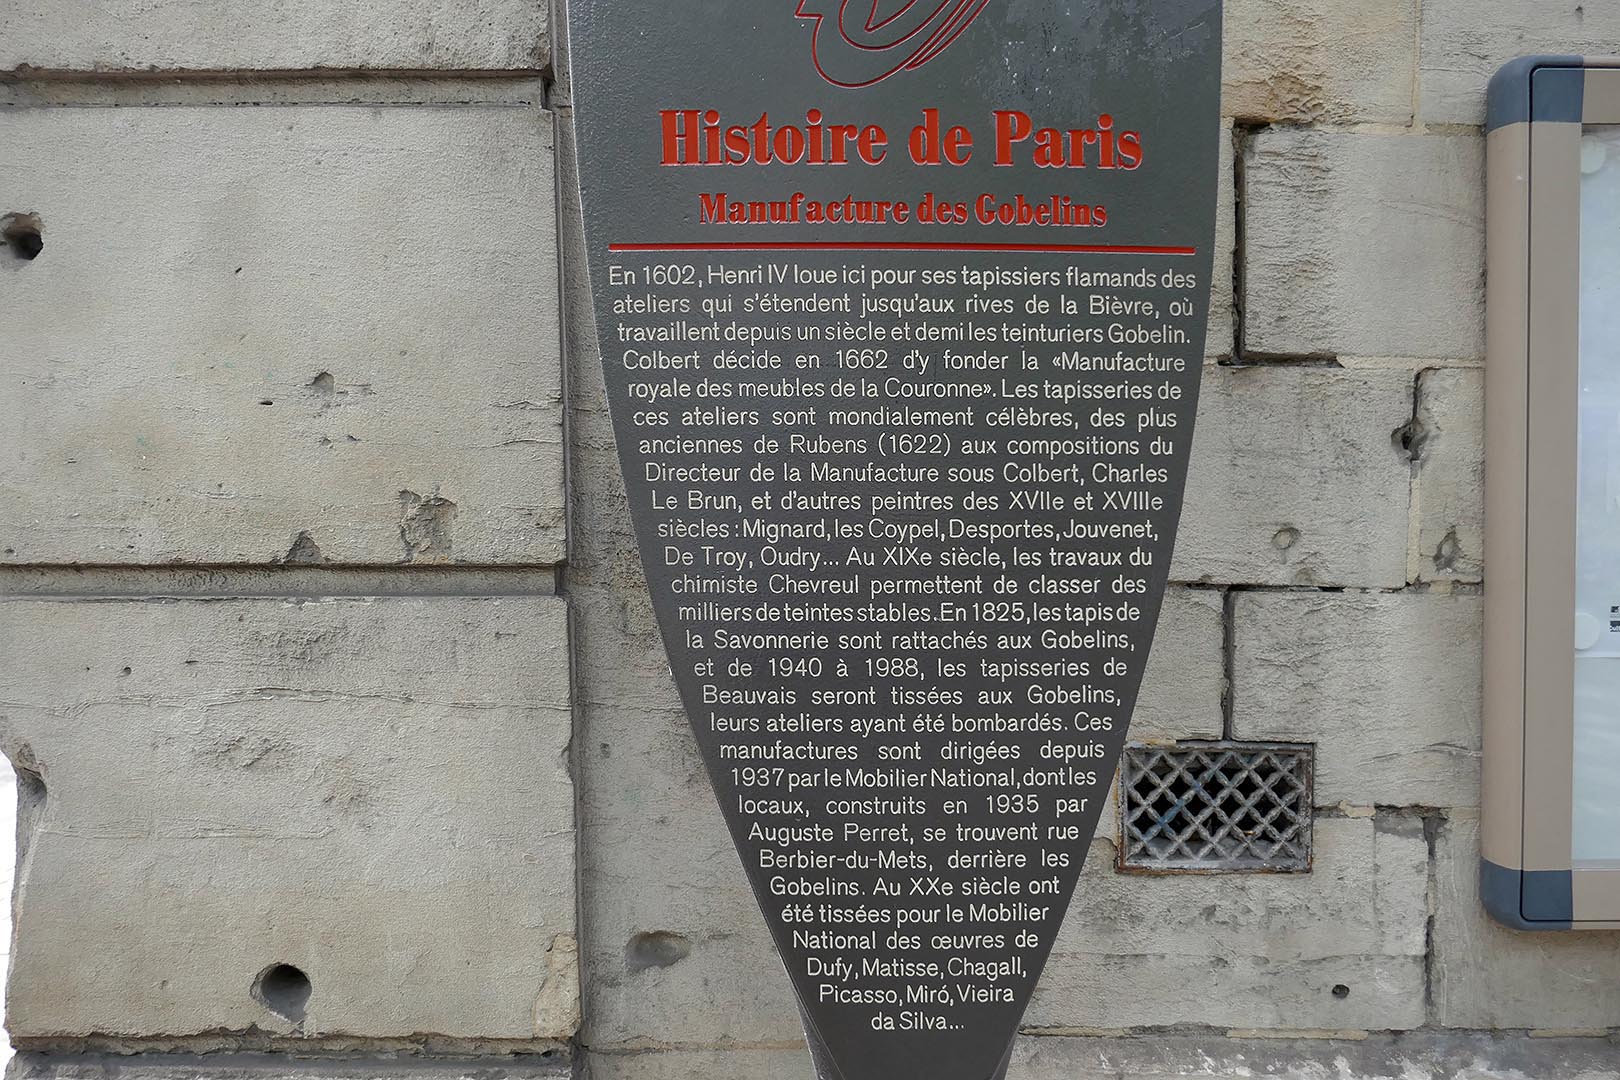 Histoire de Paris
Manufacture des Gobelins
En 1602, Henri IV loue ici pour ses tapissiers flamands des
ateliers qui s'étendent jusqu'aux rives de la Bièvre, où
travaillent depuis un siècle et demi les teinturiers Gobelin.
Colbert décide en 1662 d'y fonder la «Manufacture
royale des meubles de la Couronne». Les tapisseries de
ces ateliers sont mondialement célèbres, des plus
anciennes de Rubens (1622) aux compositions du
Directeur de la Manufacture sous Colbert, Charles
Le Brun, et d'autres peintres des XVIIe et XVIIIe
siècles : Mignard, les Coypel, Desportes, Jouvenet,
De Troy, Oudry... Au XIXe siècle, les travaux du
chimiste Chevreul permettent de classer des
milliers de teintes stables. En 1825, les tapis de
la Savonnerie sont rattachés aux Gobelins,
et de 1940 à 1988, les tapisseries de
Beauvais seront tissées aux Gobelins,
leurs ateliers ayant été bombardés. Ces
manufactures sont dirigées depuis
1937 par le Mobilier National, dont les
locaux, construits en 1935 par
Auguste Perret, se trouvent rue
Berbier-du-Mets, derrière les
Gobelins. Au XXe siècle ont
été tissées pour le Mobilier
National des œuvres de
Dufy, Matisse, Chagall,
Picasso, Miró, Vieira
da Silva...